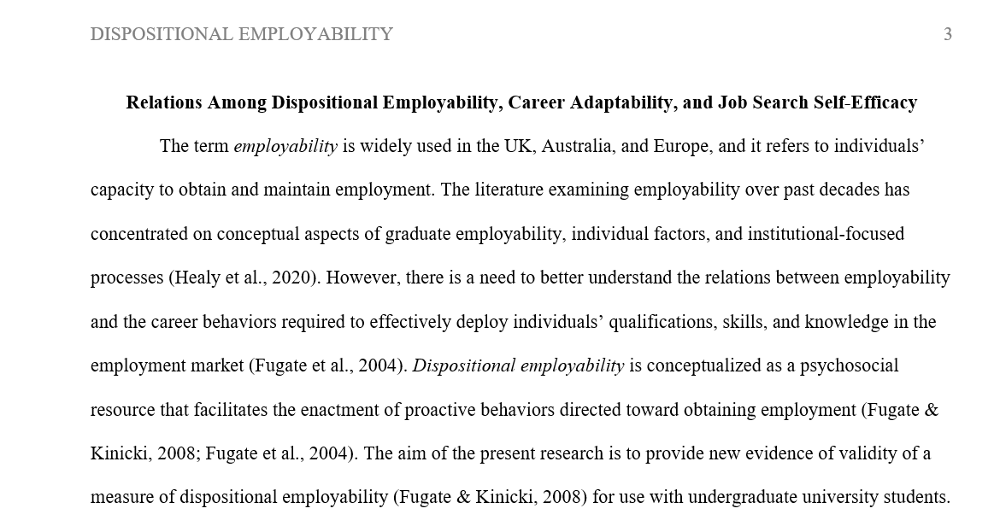 DISPOSITIONAL EMPLOYABILITY 3
Relations Among Dispositional Employability, Career Adaptability, and Job Search Self-Efficacy
The term employability is widely used in the UK, Australia, and Europe, and it refers to individuals’
capacity to obtain and maintain employment. The literature examining employability over past decades has
concentrated on conceptual aspects of graduate employability, individual factors, and institutional-focused
processes (Healy et al., 2020). However, there is a need to better understand the relations between employability
and the career behaviors required to effectively deploy individuals’ qualifications, skills, and knowledge in the
employment market (Fugate et al., 2004). Dispositional employability is conceptualized as a psychosocial
resource that facilitates the enactment of proactive behaviors directed toward obtaining employment (Fugate &
Kinicki, 2008; Fugate et al., 2004). The aim of the present research is to provide new evidence of validity of a
measure of dispositional employability (Fugate & Kinicki, 2008) for use with undergraduate university students.